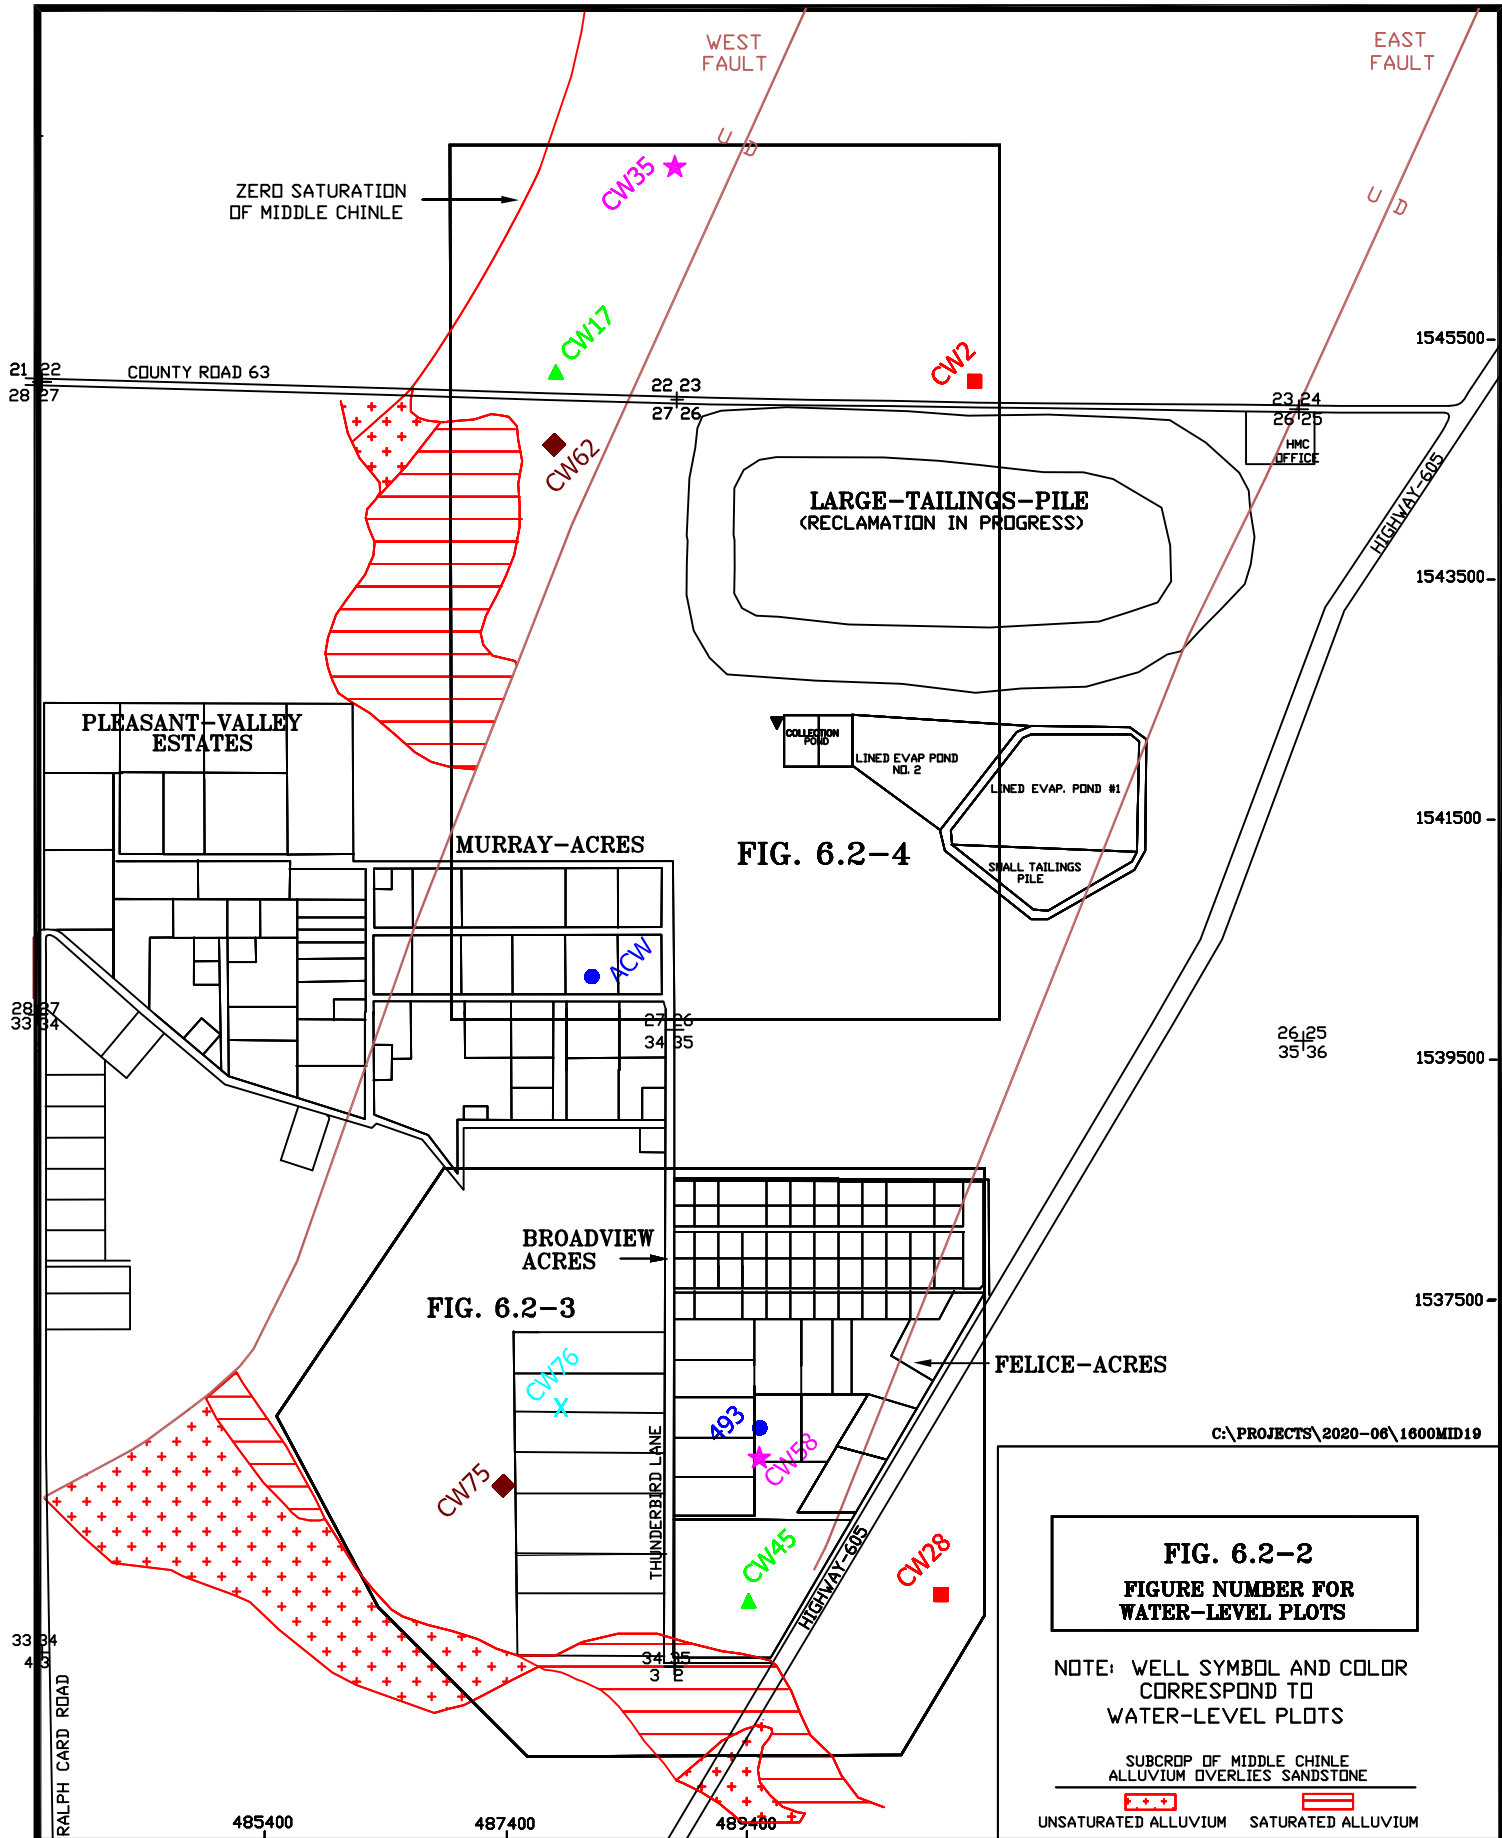 WEST
FAULT
EAST
FAULT
U D
CW35
ZERO SATURATION
OF MIDDLE CHINLE
U D
CW17
CW2
1545500
21 22
28 27
COUNTY ROAD 63
22 23
27 26
23 24
26 25
HMC
OFFICE
CW62
LARGE-TAILINGS-PILE
(RECLAMATION IN PROGRESS)
HIGHWAY-605
1543500
PLEASANT-VALLEY
ESTATES
COLLECTION
POND
LINED EVAP POND
NO. 2
LINED EVAP. POND #1
1541500
MURRAY-ACRES
FIG. 6.2-4
SMALL TAILINGS
PILE
ACW
28 27
33 34
27 26
34 35
26 25
35 36
1539500
BROADVIEW
ACRES
FIG. 6.2-3
1537500
FELICE-ACRES
CW76
493
CW58
CW75
THUNDERBIRD LANE
C:\PROJECTS\2020-06\1600MID19
CW45
HIGHWAY-605
CW28
FIG. 6.2-2
FIGURE NUMBER FOR
WATER-LEVEL PLOTS
33 34
4 3
34 35
3 2
NOTE: WELL SYMBOL AND COLOR
CORRESPOND TO
WATER-LEVEL PLOTS
RALPH CARD ROAD
SUBCROP OF MIDDLE CHINLE
ALLUVIUM OVERLIES SANDSTONE
UNSATURATED ALLUVIUM SATURATED ALLUVIUM
485400
487400
489400